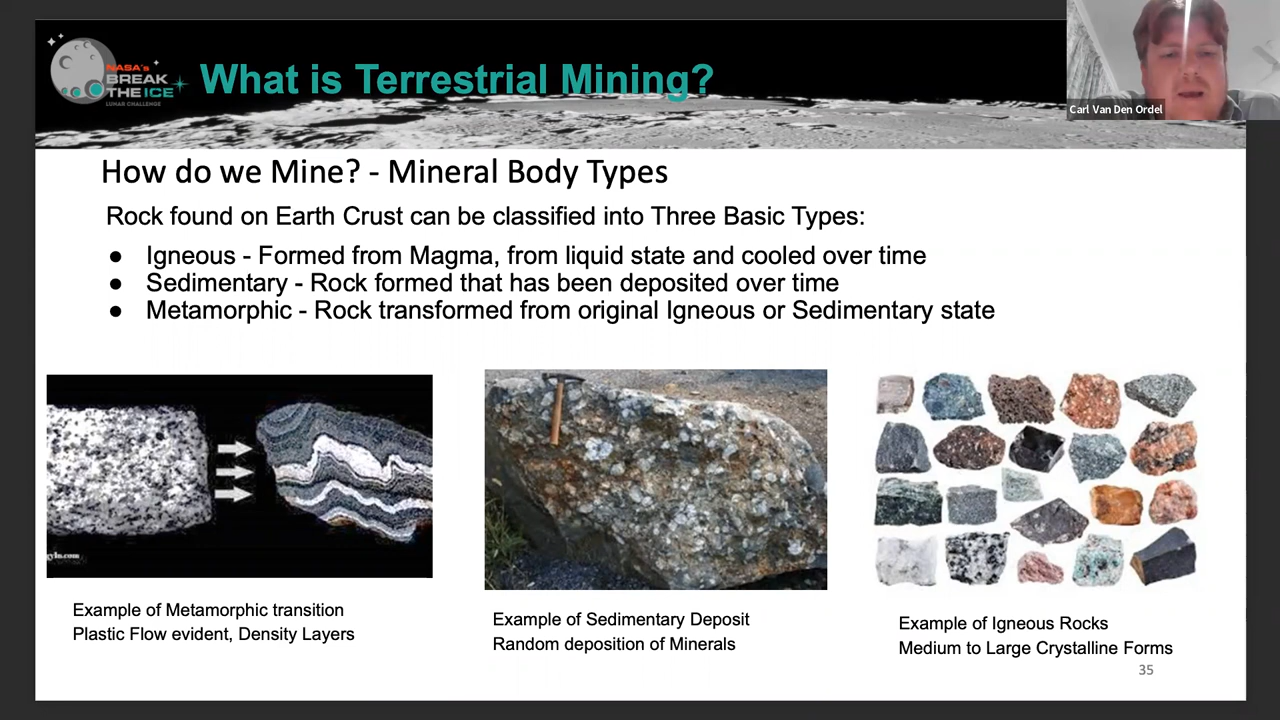 NASA's
BREAK
THE ICE
LUNAR CHALLENGE
What is Terrestrial Mining?
Carl Van Den Ordel
How do we Mine? - Mineral Body Types
Rock found on Earth Crust can be classified into Three Basic Types:
● Igneous - Formed from Magma, from liquid state and cooled over time
● Sedimentary - Rock formed that has been deposited over time
● Metamorphic - Rock transformed from original Igneous or Sedimentary state
Example of Metamorphic transition
Plastic Flow evident, Density Layers
Example of Sedimentary Deposit
Random deposition of Minerals
Example of Igneous Rocks
Medium to Large Crystalline Forms
35